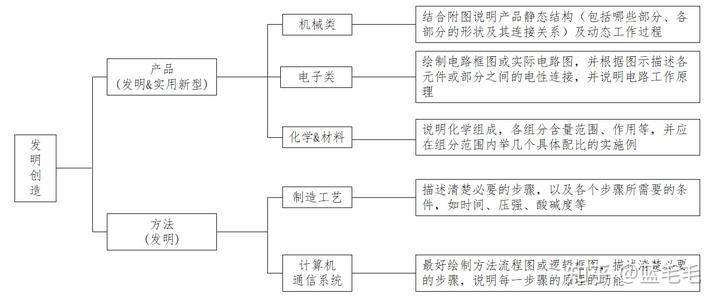 发
明
创
造
产品
(发明&实用新型)
方法
(发明)
机械类
电子类
化学&材料
制造工艺
计算机
通信系统
结合附图说明产品静态结构（包括哪些部分、各
部分的形状及其连接关系）及动态工作过程
绘制电路框图或实际电路图，并根据图示描述各
元件或部分之间的电性连接，并说明电路工作原
理
说明化学组成，各组分含量范围、作用等，并应
在组分范围内举几个具体配比的实施例
描述清楚必要的步骤，以及各个步骤所需要的条
件，如时间、压强、酸碱度等
最好绘制方法流程图或逻辑框图，描述清楚必要
的步骤，说明每一步骤的原理的功能
知乎 @蓝毛毛